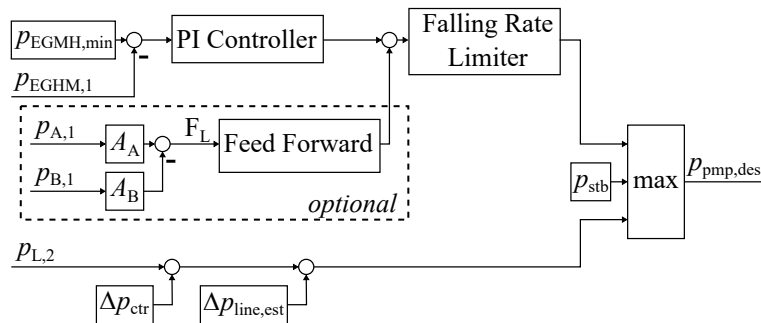 p_EGMH,min
PI Controller
Falling Rate
Limiter
p_EGHM,1
p_A,1
A_A
F_L
Feed Forward
p_B,1
A_B
optional
p_stb
max
p_pmp,des
p_L,2
Δp_ctr
Δp_line,est